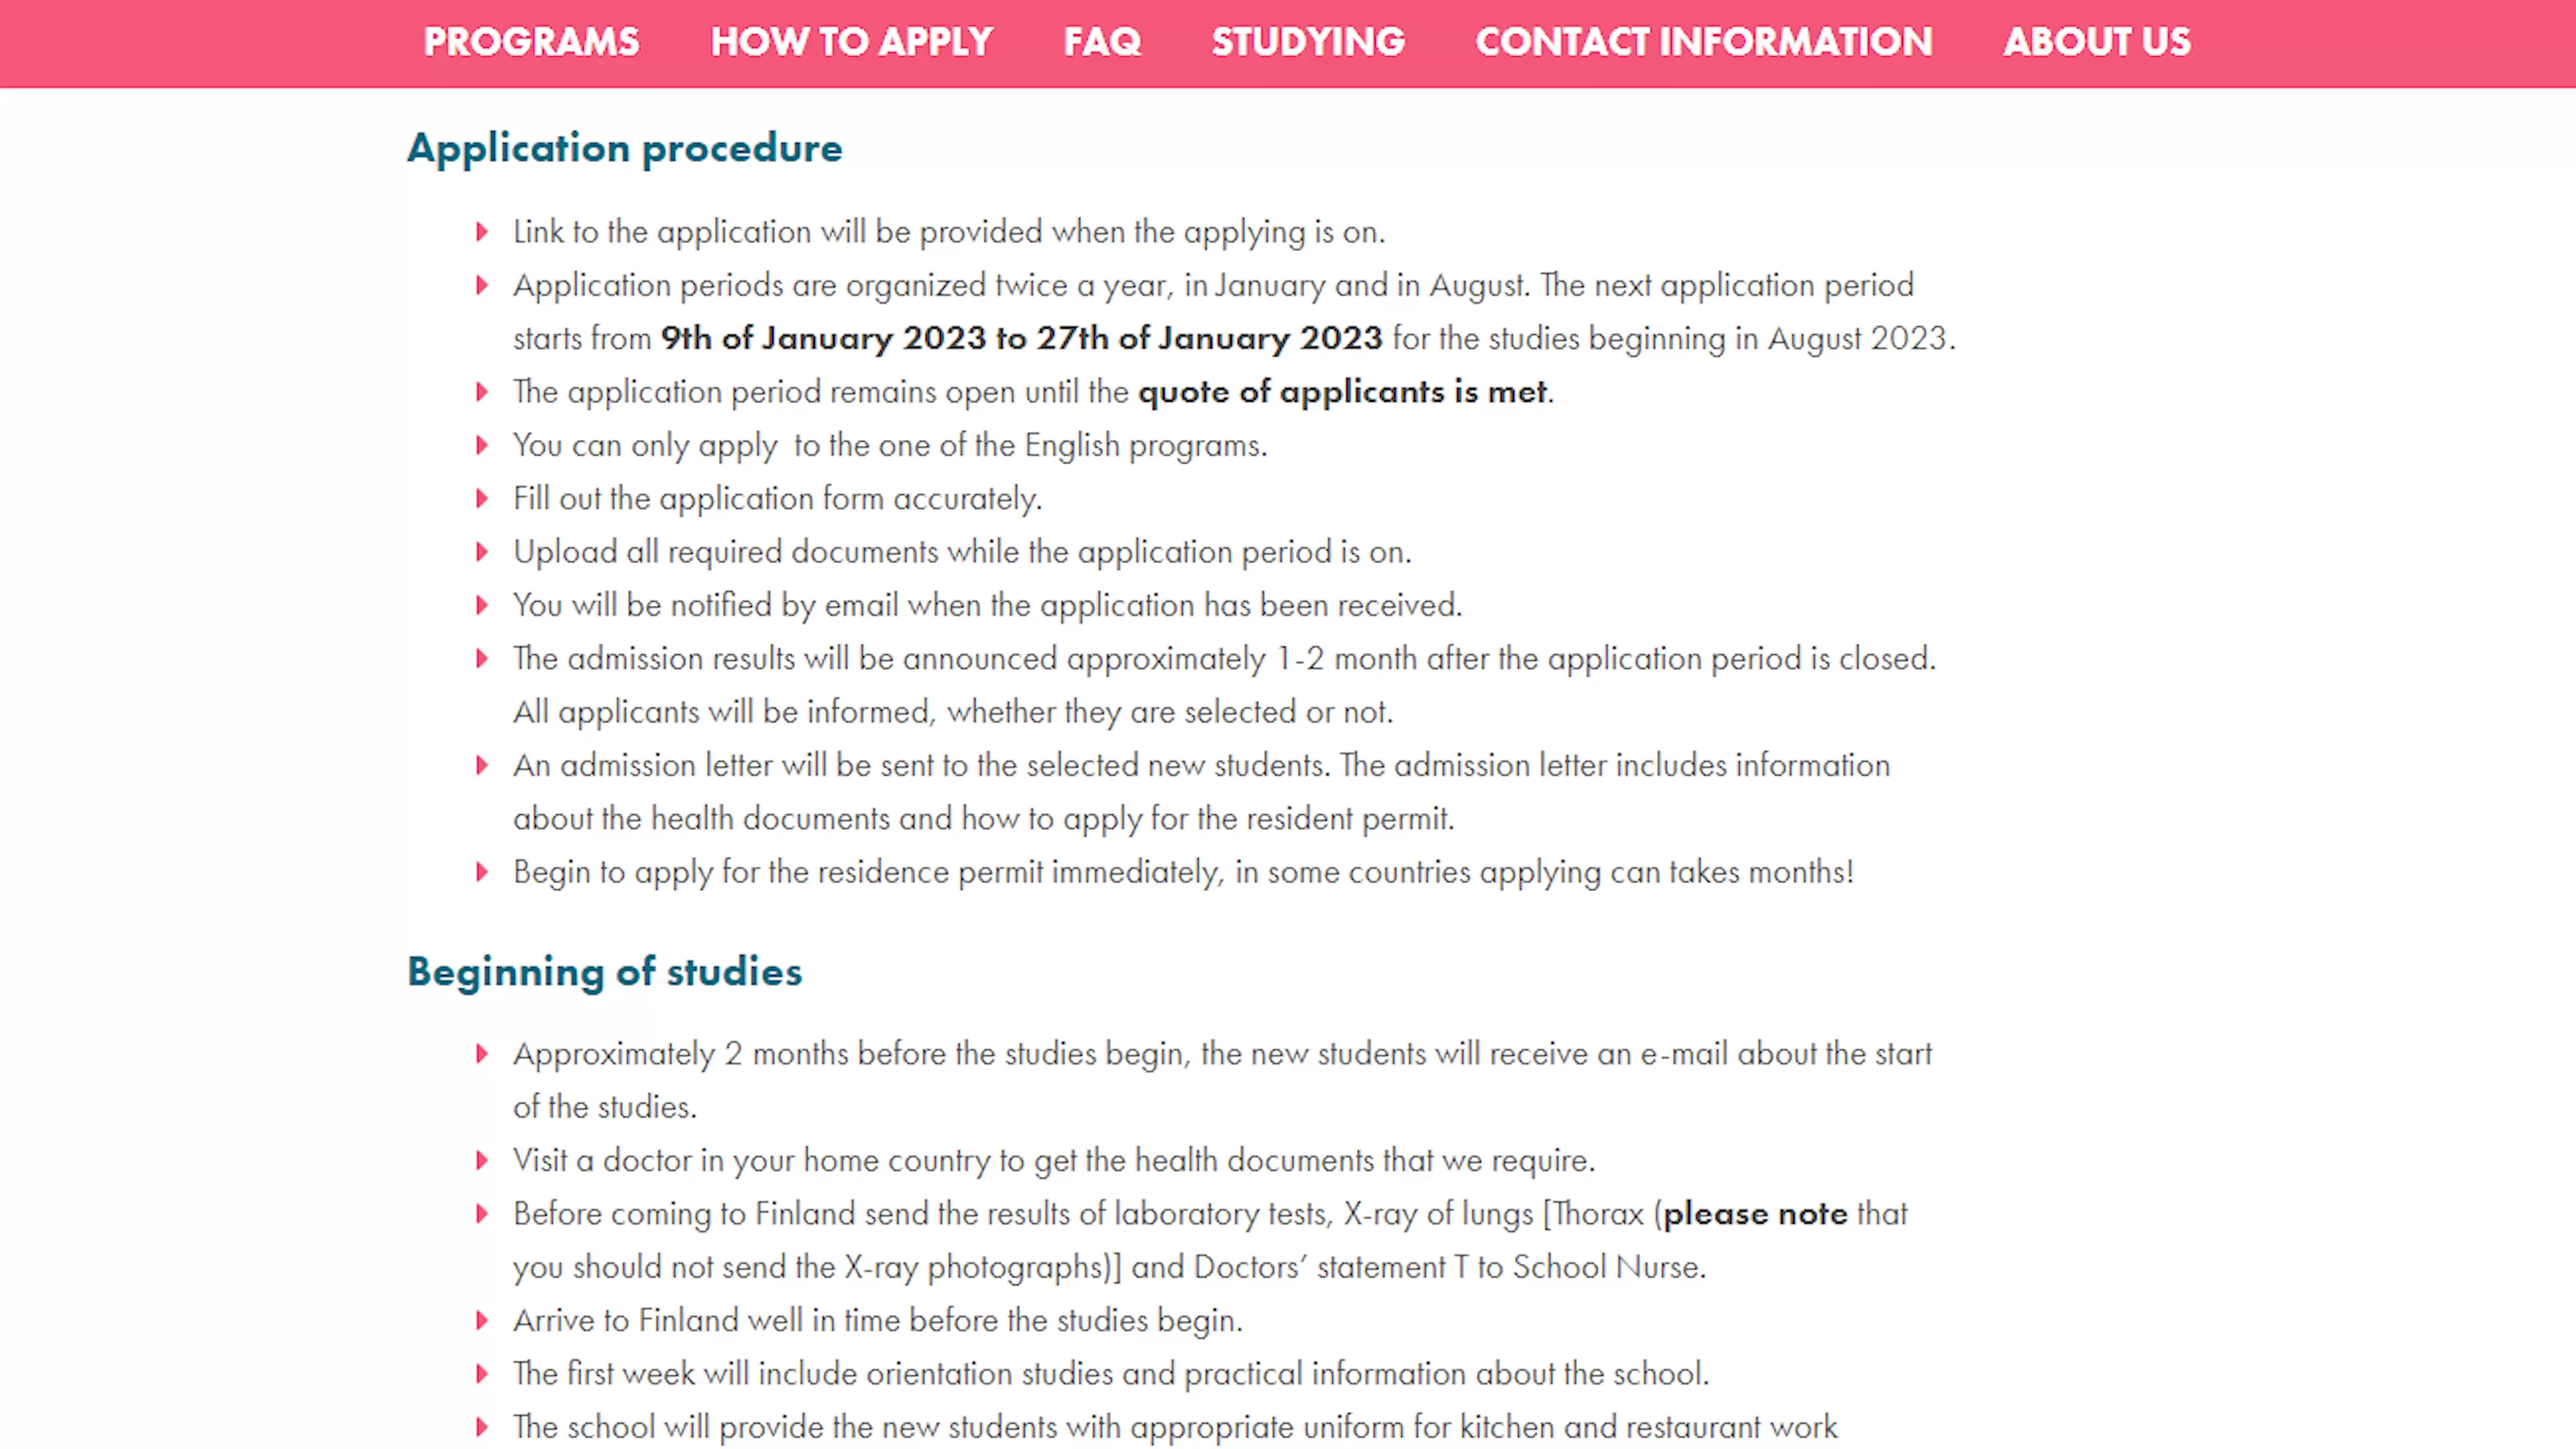 PROGRAMS HOW TO APPLY FAQ STUDYING CONTACT INFORMATION ABOUT US
Application procedure
Link to the application will be provided when the applying is on.
Application periods are organized twice a year, in January and in August. The next application period
starts from 9th of January 2023 to 27th of January 2023 for the studies beginning in August 2023.
The application period remains open until the quote of applicants is met.
You can only apply  to the one of the English programs.
Fill out the application form accurately.
Upload all required documents while the application period is on.
You will be notified by email when the application has been received.
The admission results will be announced approximately 1-2 month after the application period is closed.
All applicants will be informed, whether they are selected or not.
An admission letter will be sent to the selected new students. The admission letter includes information
about the health documents and how to apply for the resident permit.
Begin to apply for the residence permit immediately, in some countries applying can takes months!
Beginning of studies
Approximately 2 months before the studies begin, the new students will receive an e-mail about the start
of the studies.
Visit a doctor in your home country to get the health documents that we require.
Before coming to Finland send the results of laboratory tests, X-ray of lungs [Thorax (please note that
you should not send the X-ray photographs)] and Doctors’ statement T to School Nurse.
Arrive to Finland well in time before the studies begin.
The first week will include orientation studies and practical information about the school.
The school will provide the new students with appropriate uniform for kitchen and restaurant work